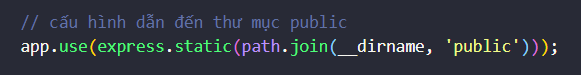 // cấu hình dẫn đến thư mục public
app.use(express.static(path.join(__dirname, 'public')));